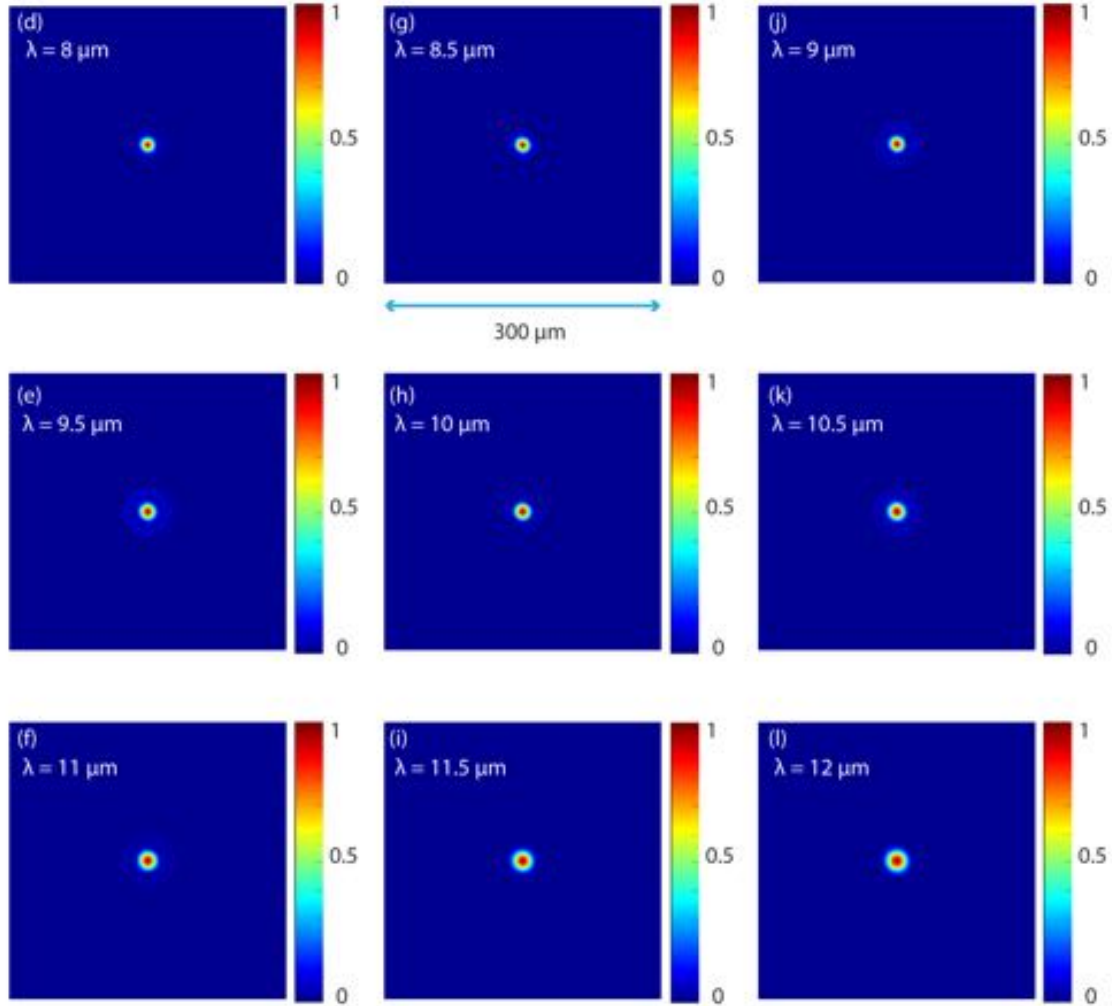 (d)
λ = 8 μm
1
0.5
0
(g)
λ = 8.5 μm
1
0.5
0
(j)
λ = 9 μm
1
0.5
0
300 μm
(e)
λ = 9.5 μm
1
0.5
0
(h)
λ = 10 μm
1
0.5
0
(k)
λ = 10.5 μm
1
0.5
0
(f)
λ = 11 μm
1
0.5
0
(i)
λ = 11.5 μm
1
0.5
0
(l)
λ = 12 μm
1
0.5
0